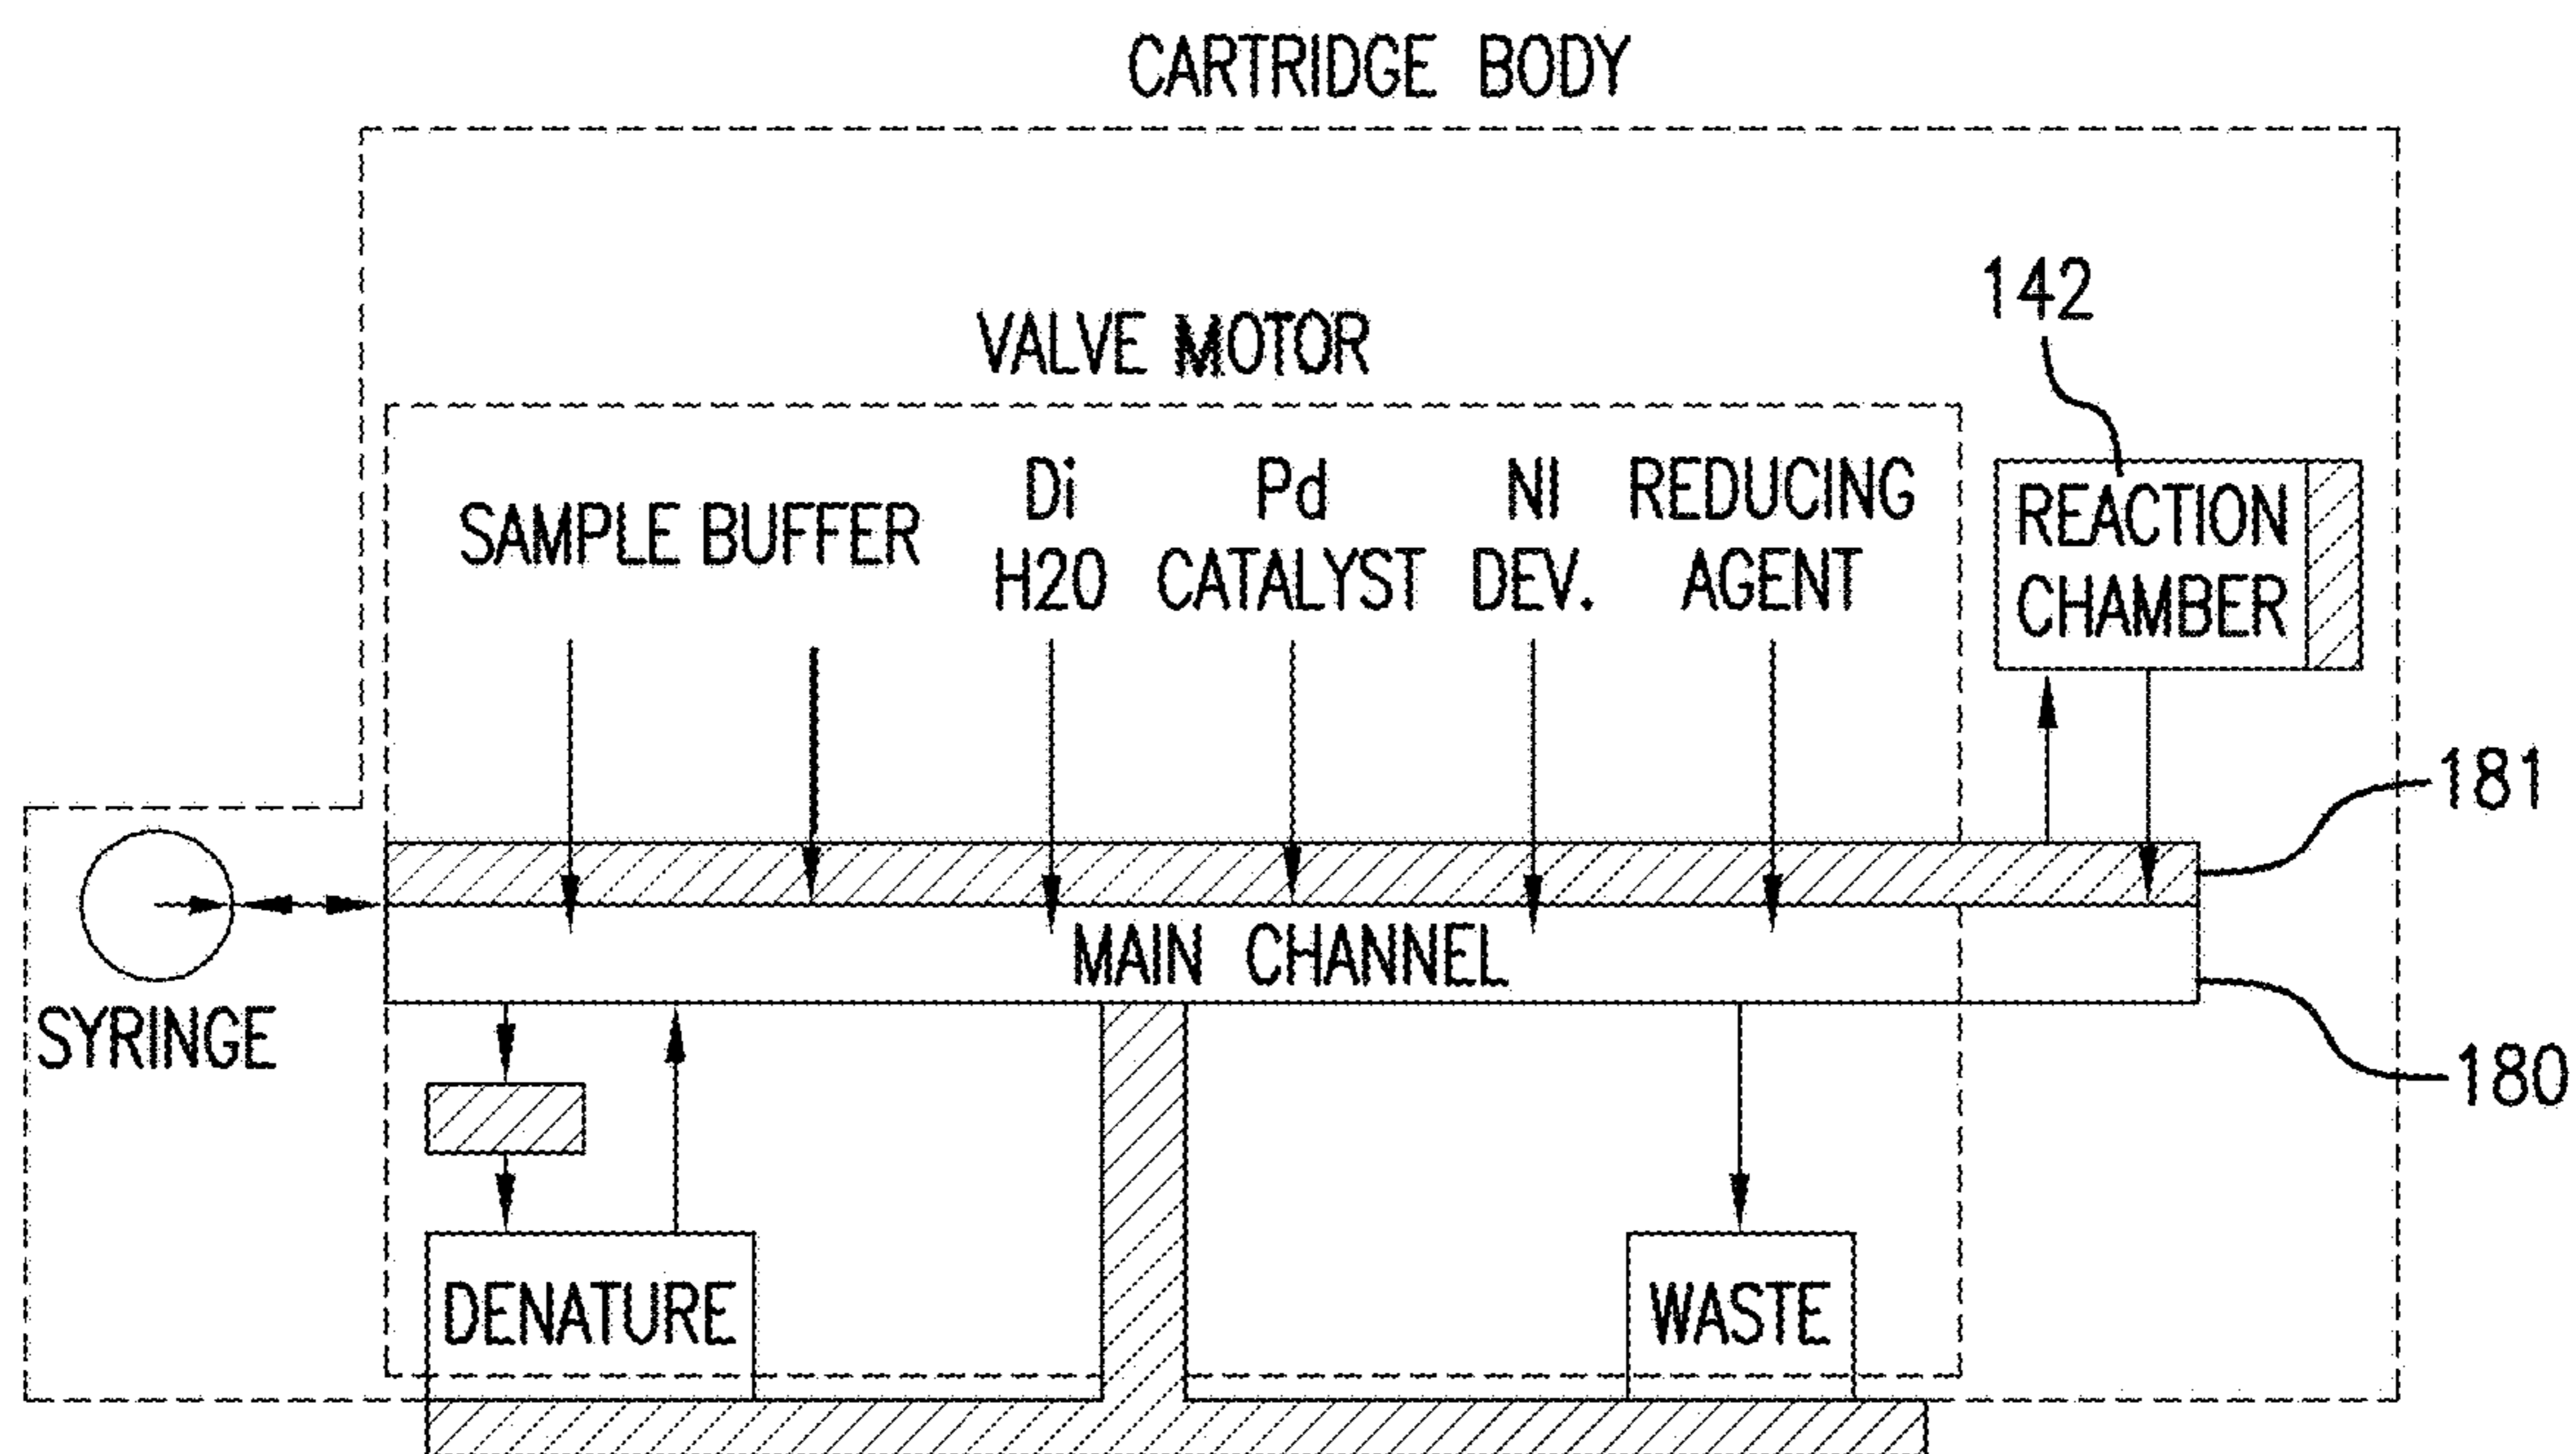 CARTRIDGE BODY
142
VALVE MOTOR
SAMPLE
BUFFER
Di
H20
Pd
CATALYST
NI
DEV.
REDUCING
AGENT
REACTION
CHAMBER
181
MAIN CHANNEL
SYRINGE
180
DENATURE
WASTE